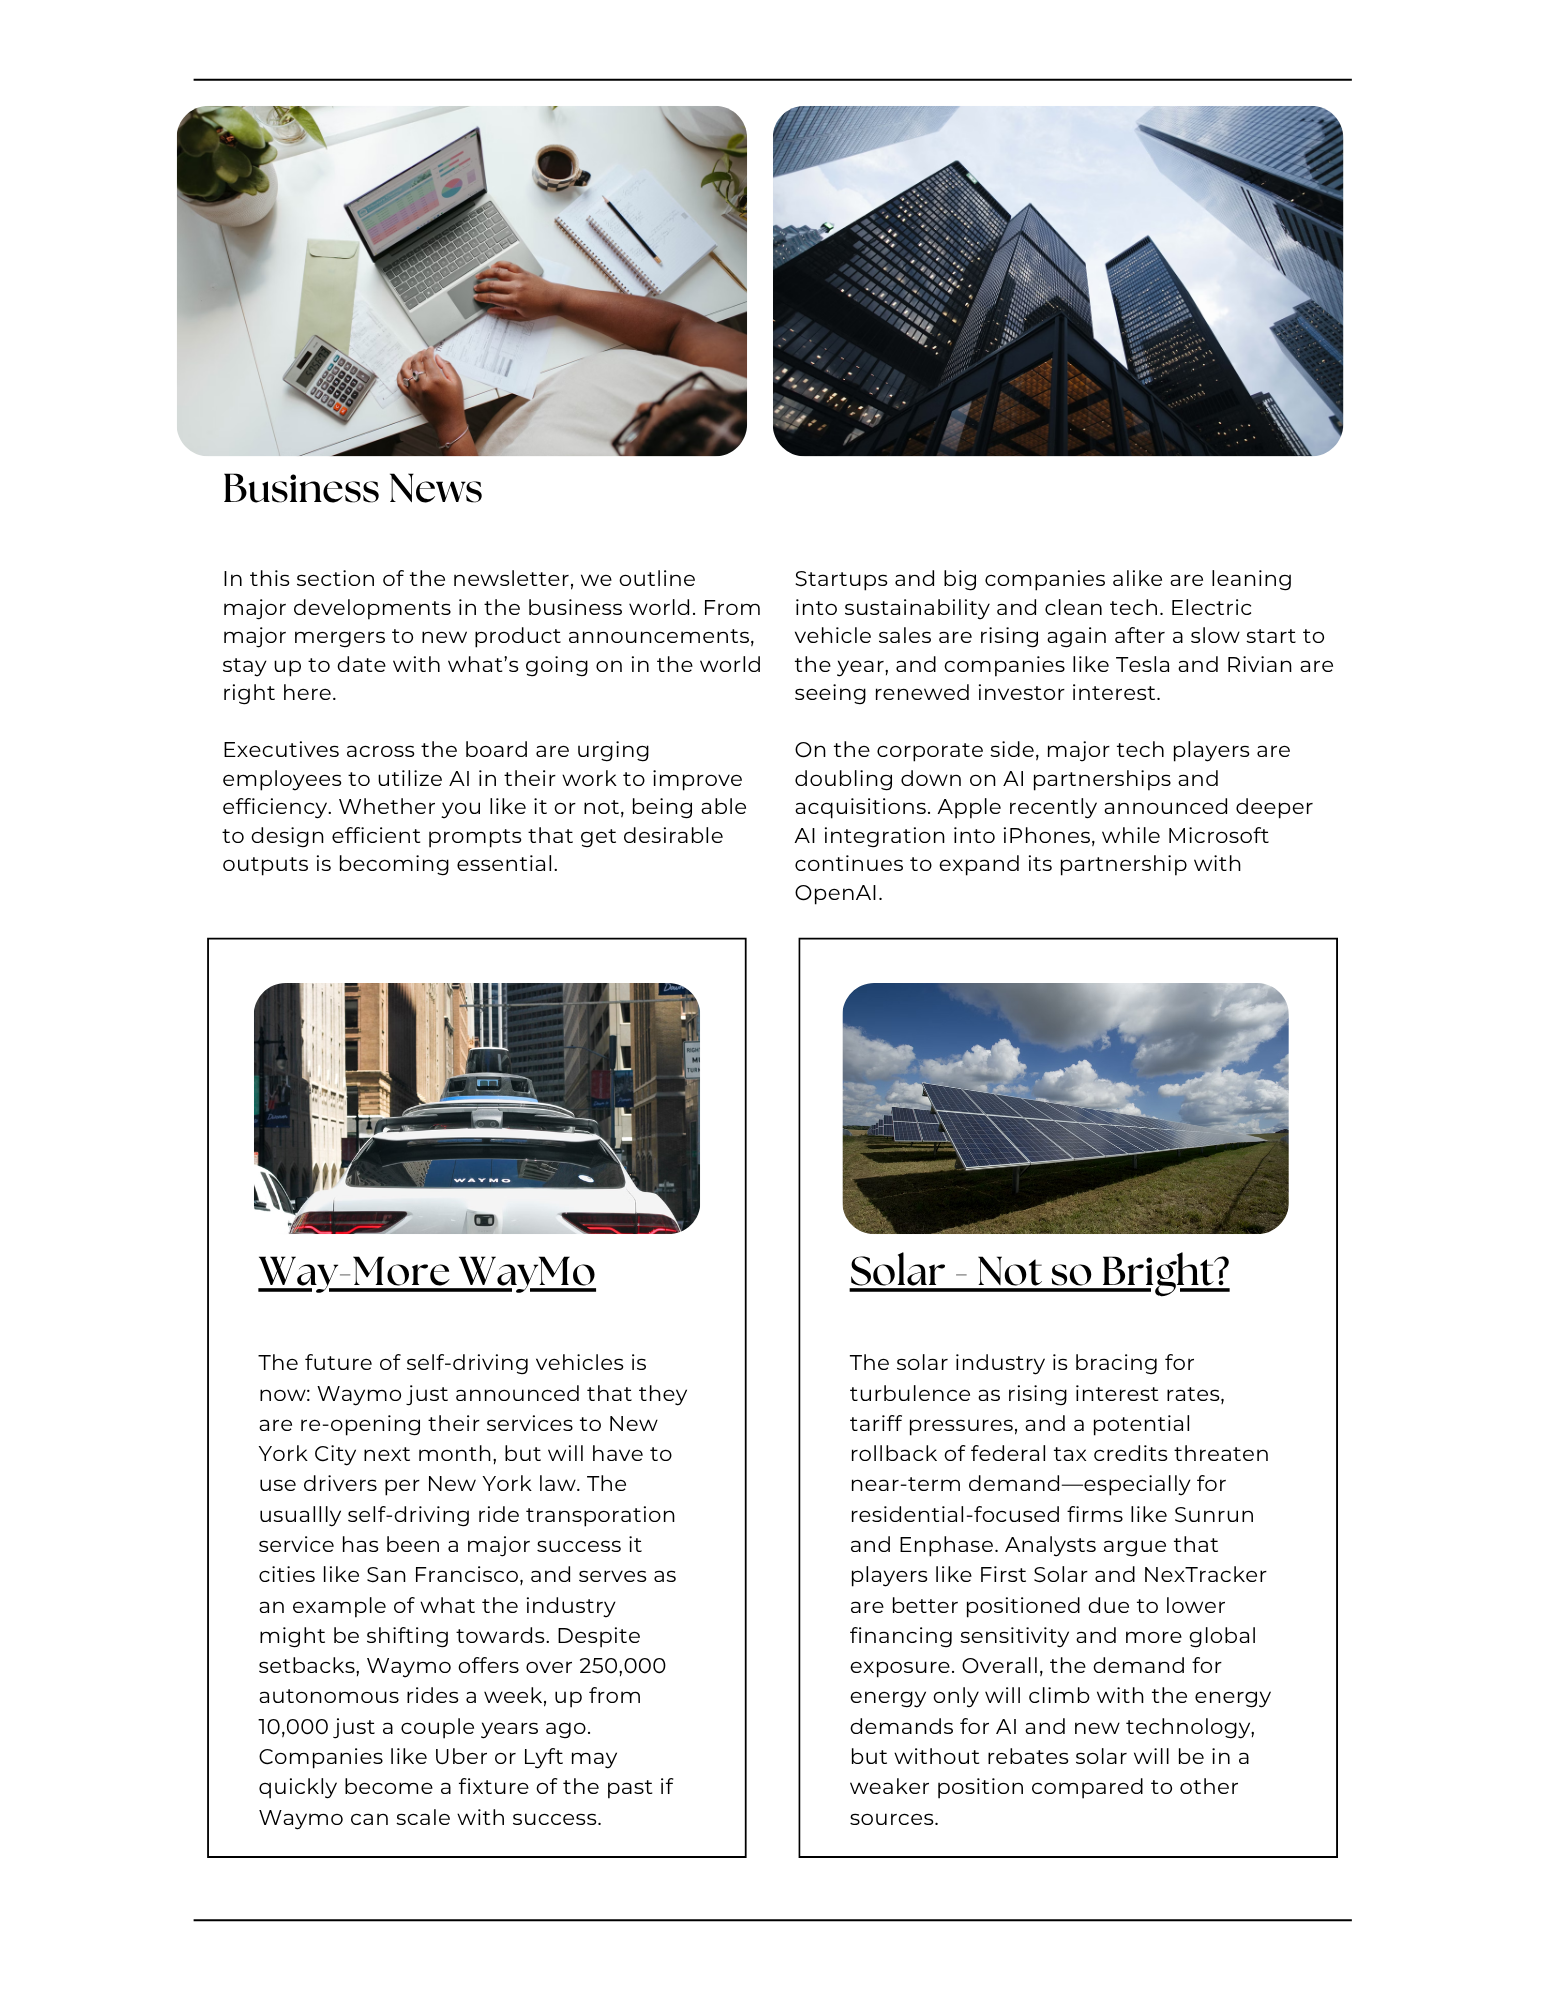 Business News
In this section of the newsletter, we outline
major developments in the business world. From
major mergers to new product announcements,
stay up to date with what’s going on in the world
right here.
Executives across the board are urging
employees to utilize AI in their work to improve
efficiency. Whether you like it or not, being able
to design efficient prompts that get desirable
outputs is becoming essential.
Startups and big companies alike are leaning
into sustainability and clean tech. Electric
vehicle sales are rising again after a slow start to
the year, and companies like Tesla and Rivian are
seeing renewed investor interest.
On the corporate side, major tech players are
doubling down on AI partnerships and
acquisitions. Apple recently announced deeper
AI integration into iPhones, while Microsoft
continues to expand its partnership with
OpenAI.
WAYMO
Way-More WayMo
The future of self-driving vehicles is
now: Waymo just announced that they
are re-opening their services to New
York City next month, but will have to
use drivers per New York law. The
usuallly self-driving ride transporation
service has been a major success it
cities like San Francisco, and serves as
an example of what the industry
might be shifting towards. Despite
setbacks, Waymo offers over 250,000
autonomous rides a week, up from
10,000 just a couple years ago.
Companies like Uber or Lyft may
quickly become a fixture of the past if
Waymo can scale with success.
Solar - Not so Bright?
The solar industry is bracing for
turbulence as rising interest rates,
tariff pressures, and a potential
rollback of federal tax credits threaten
near-term demand—especially for
residential-focused firms like Sunrun
and Enphase. Analysts argue that
players like First Solar and NexTracker
are better positioned due to lower
financing sensitivity and more global
exposure. Overall, the demand for
energy only will climb with the energy
demands for AI and new technology,
but without rebates solar will be in a
weaker position compared to other
sources.